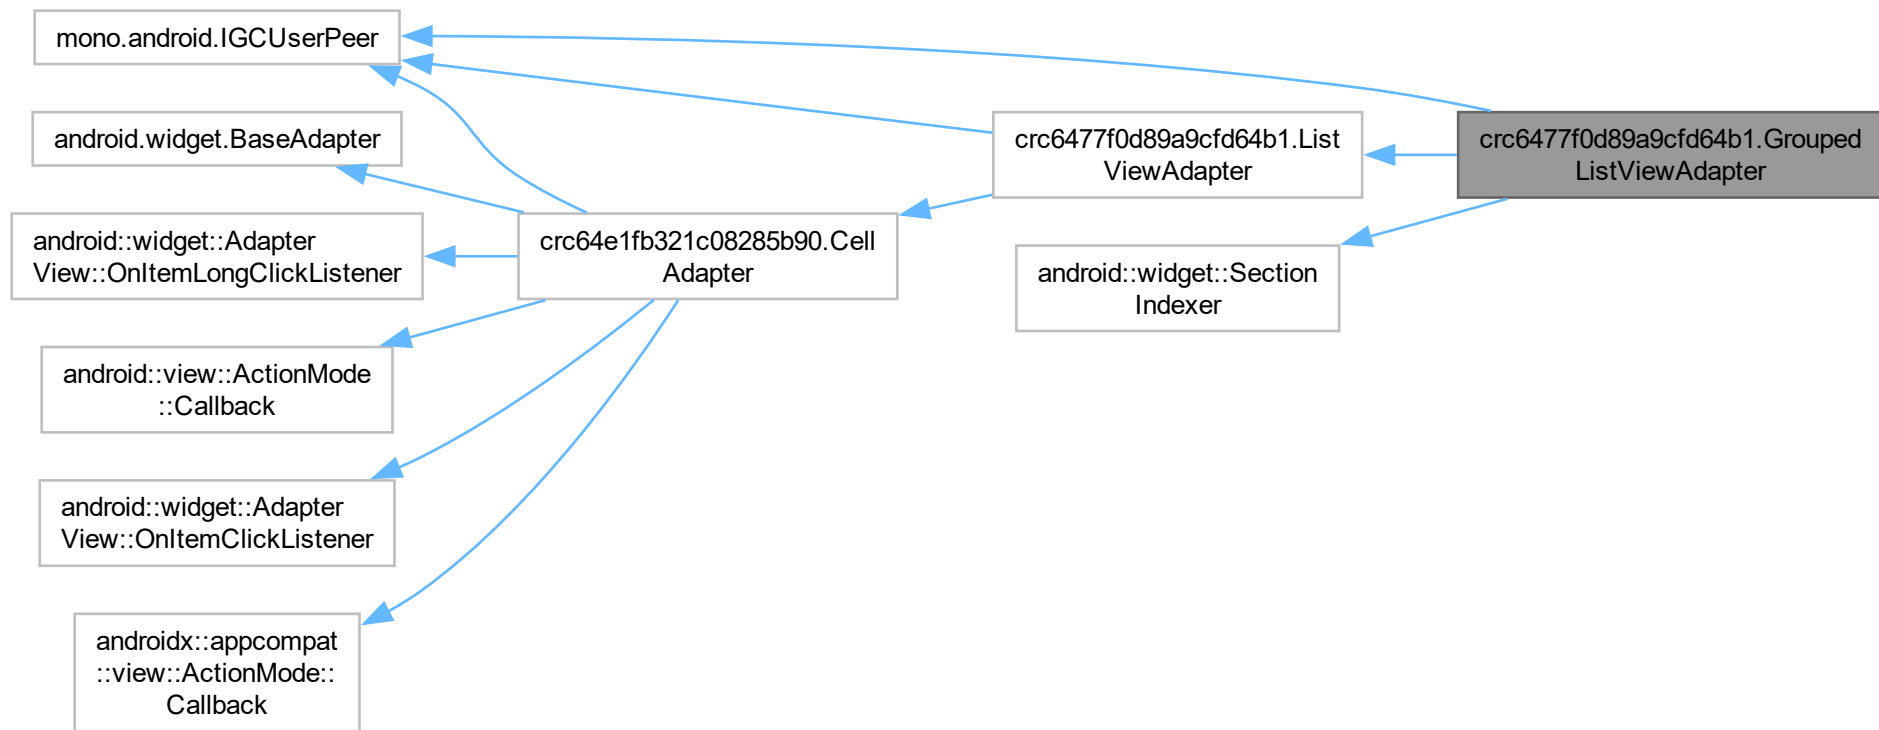 mono.android.IGCUserPeer
android.widget.BaseAdapter
android::widget::Adapter
View::OnItemLongClickListener
android::view::ActionMode
::Callback
android::widget::Adapter
View::OnItemClickListener
androidx::appcompat
::view::ActionMode::
Callback
crc64e1fb321c08285b90.Cell
Adapter
crc6477f0d89a9cfd64b1.List
ViewAdapter
android::widget::Section
Indexer
crc6477f0d89a9cfd64b1.Grouped
ListViewAdapter